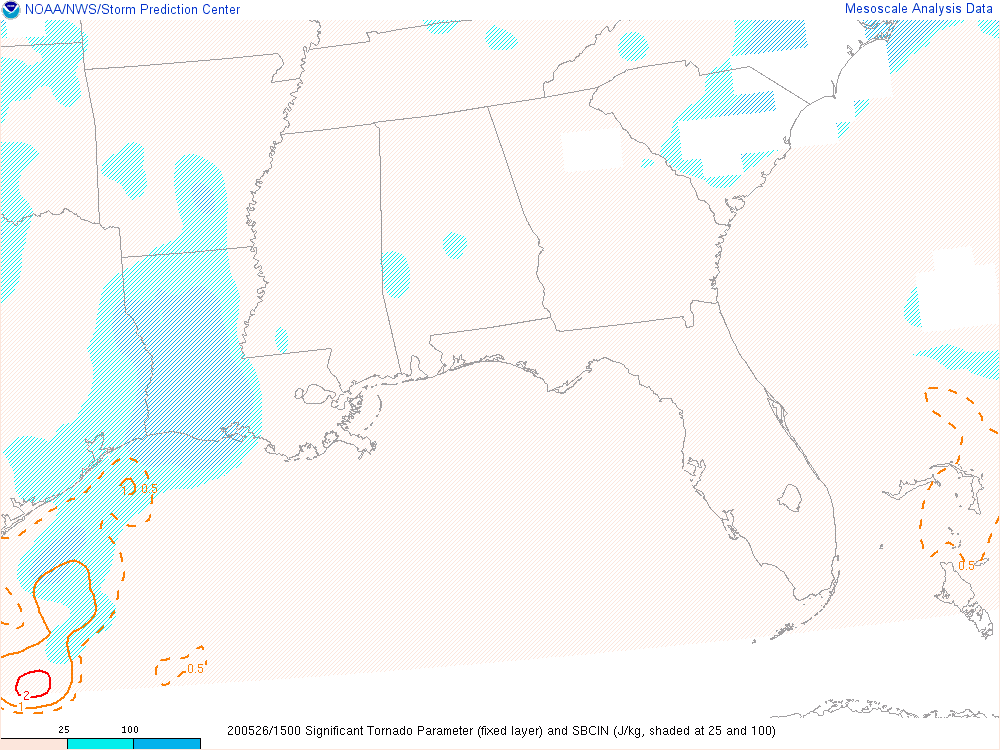 NOAA/NWS/Storm Prediction Center
Mesoscale Analysis Data
1 0.5
0.5
0.5
2
1
25 100
200526/1500 Significant Tornado Parameter (fixed layer) and SBCIN (J/kg, shaded at 25 and 100)